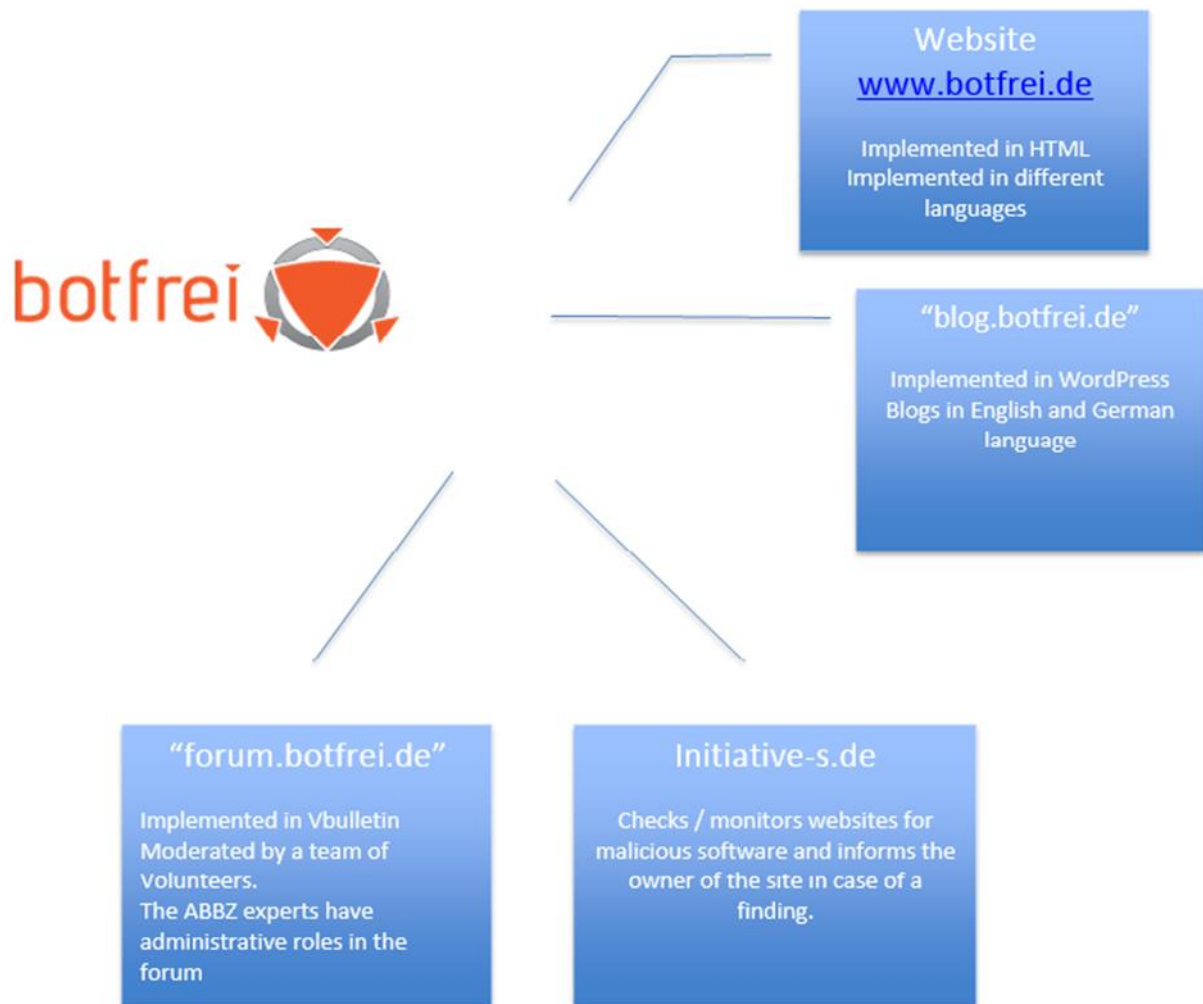 botfrei
Website
www.botfrei.de
Implemented in HTML
Implemented in different
languages
“blog.botfrei.de”
Implemented in WordPress
Blogs in English and German
language
“forum.botfrei.de”
Implemented in Vbulletin
Moderated by a team of
Volunteers.
The ABBZ experts have
administrative roles in the
forum
Initiative-s.de
Checks / monitors websites for
malicious software and informs the
owner of the site in case of a
finding.